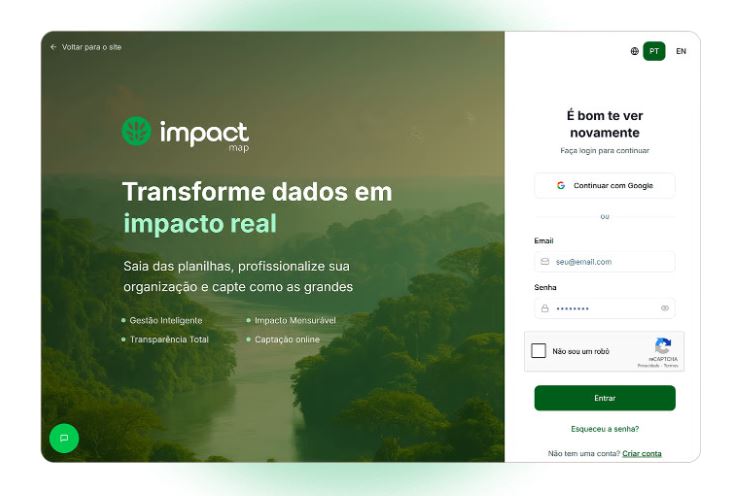 Voltar para o site
PT
EN
impact
map
Transforme dados em
impacto real
Saia das planilhas, profissionalize sua
organização e capte como as grandes
Gestão Inteligente
Impacto Mensurável
Transparência Total
Captação online
É bom te ver
novamente
Faça login para continuar
Continuar com Google
ou
Email
seu@email.com
Senha
Não sou um robô
reCAPTCHA
Privacidade - Termos
Entrar
Esqueceu a senha?
Não tem uma conta? Criar conta